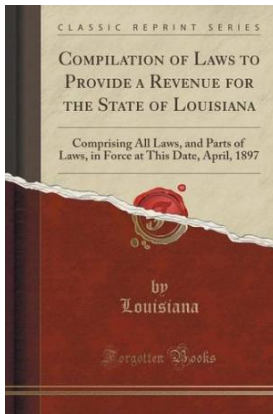 CLASSIC REPRINT SERIES
COMPILATION OF LAWS TO
PROVIDE A REVENUE FOR
THE STATE OF LOUISIANA
Comprising All Laws, and Parts of
Laws, in Force at This Date, April, 1897
by
Louisiana
Forgotten Books